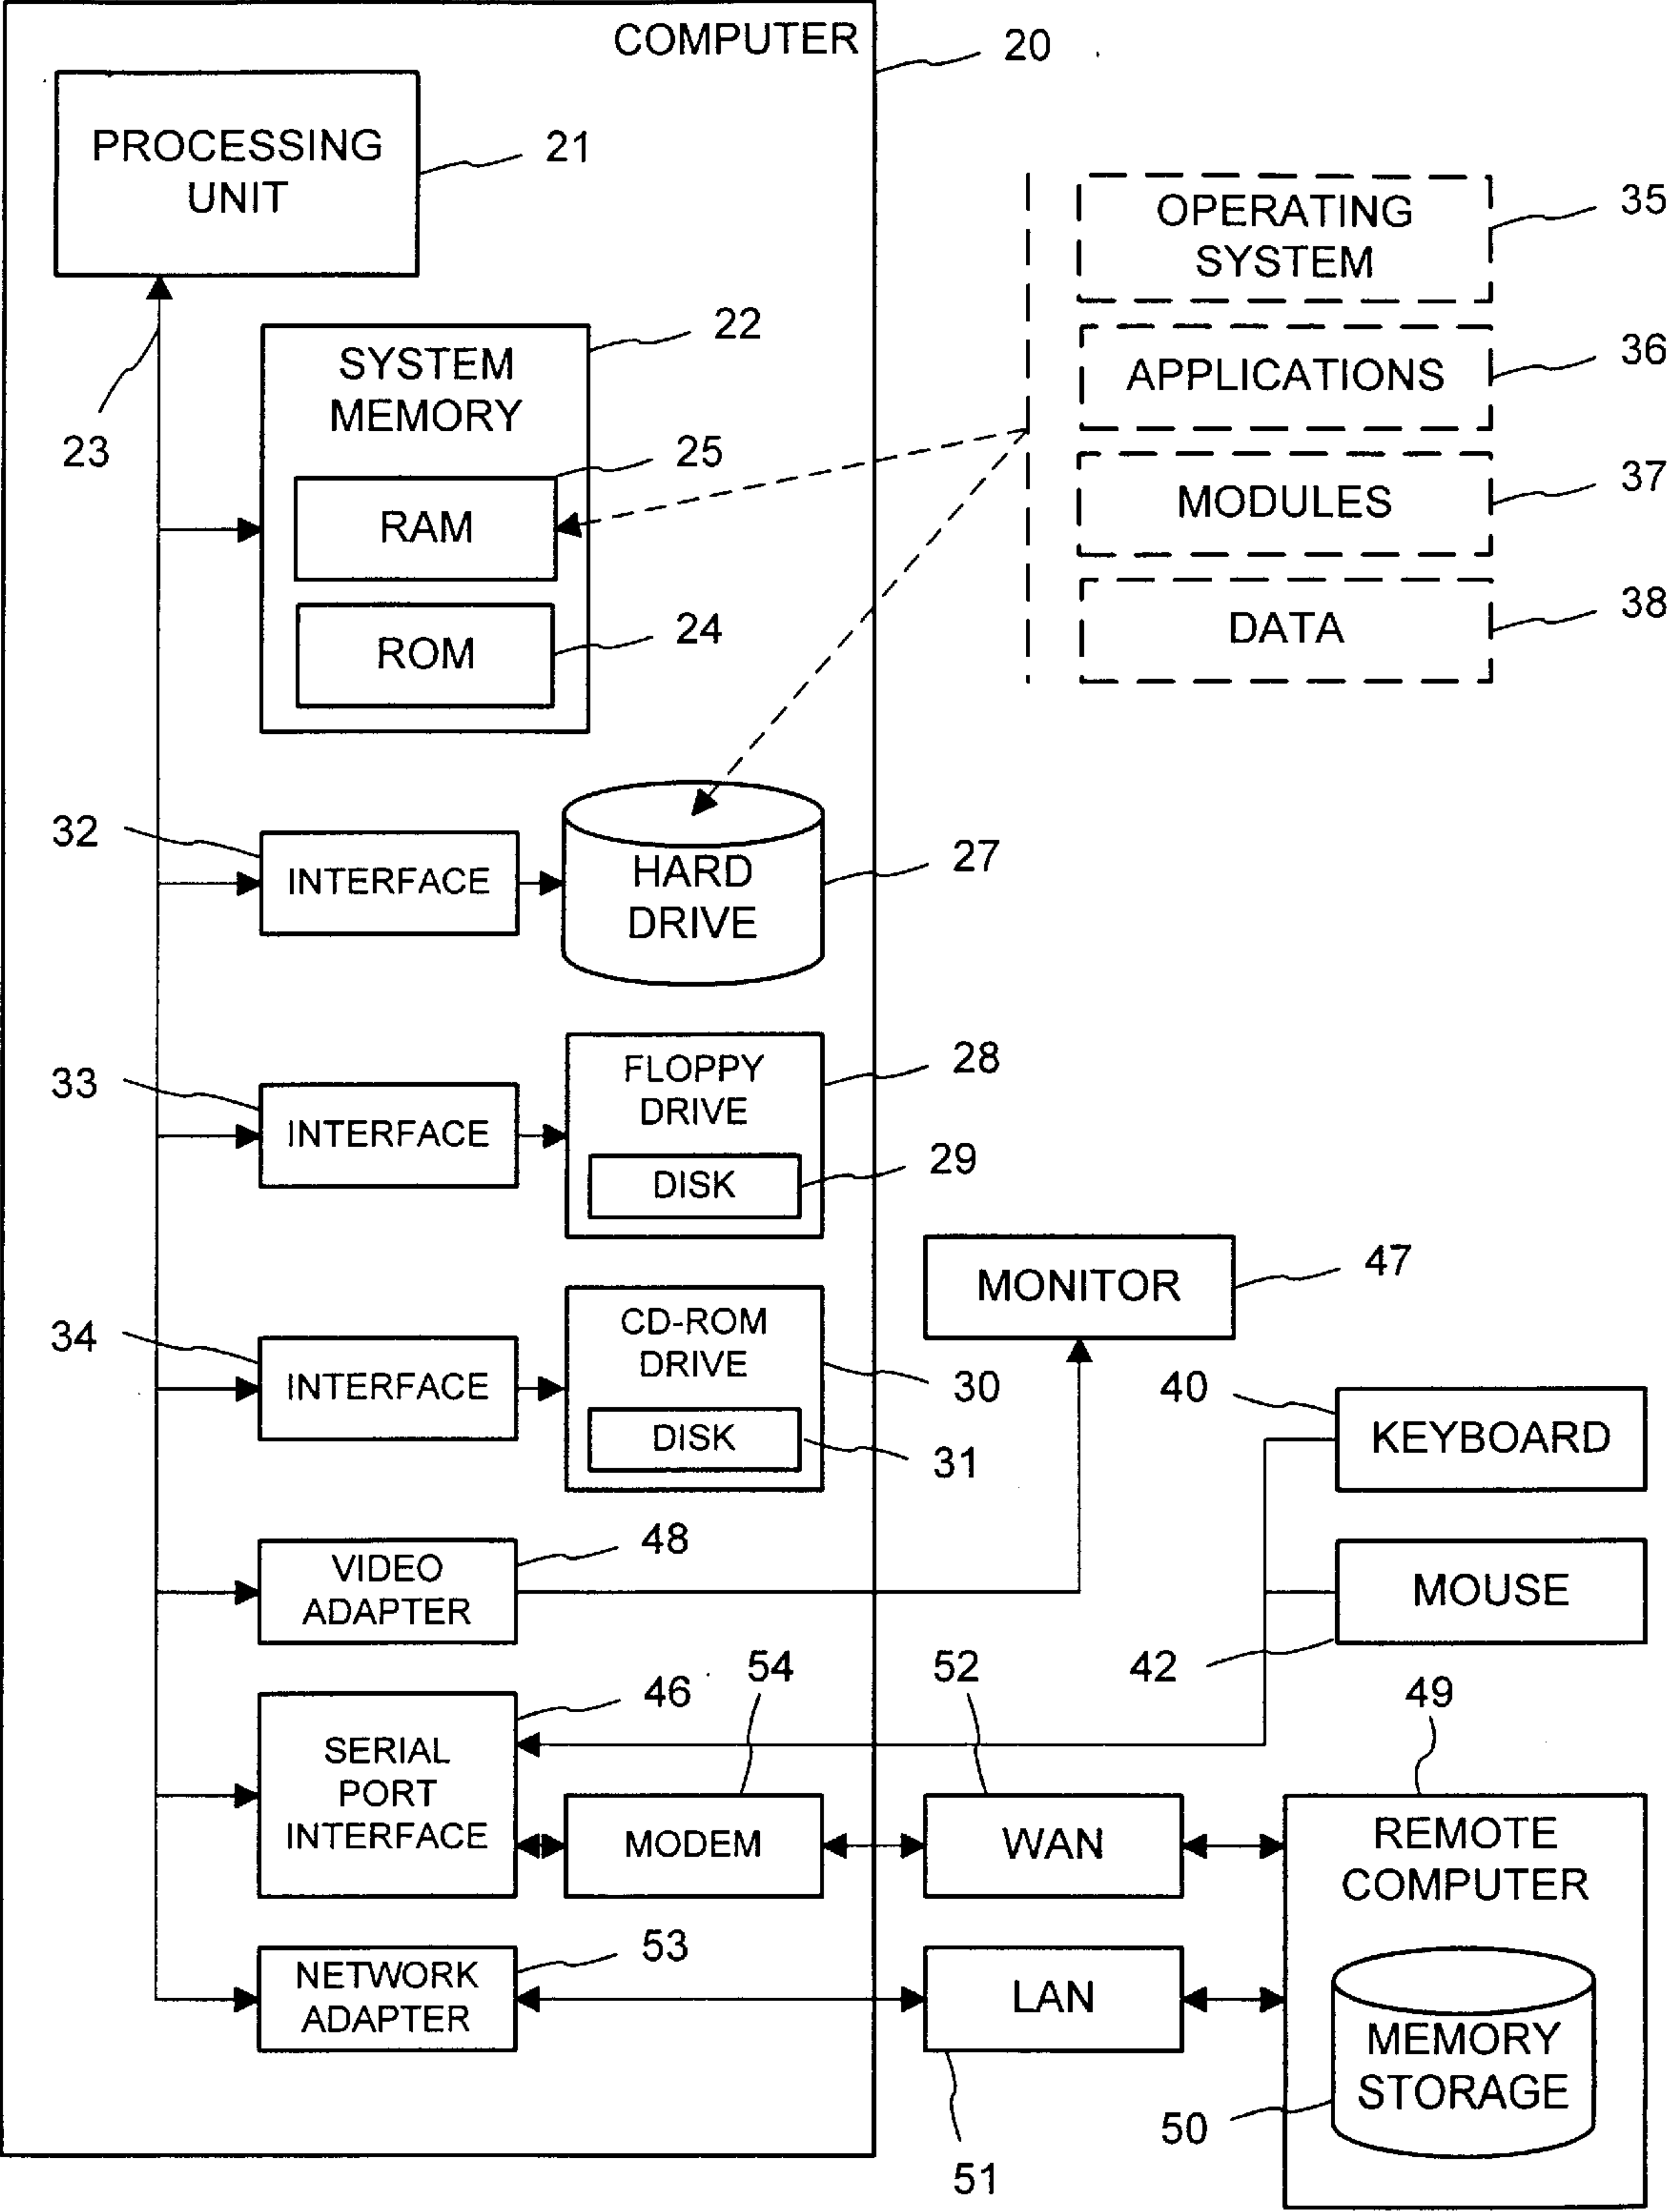 COMPUTER
20
PROCESSING
UNIT
21
23
SYSTEM
MEMORY
22
RAM
25
ROM
24
OPERATING
SYSTEM
35
APPLICATIONS
36
MODULES
37
DATA
38
32
INTERFACE
HARD
DRIVE
27
33
INTERFACE
FLOPPY
DRIVE
28
DISK
29
34
INTERFACE
CD-ROM
DRIVE
30
DISK
31
MONITOR
47
40
KEYBOARD
MOUSE
42
VIDEO
ADAPTER
48
SERIAL
PORT
INTERFACE
46
54
MODEM
52
WAN
49
REMOTE
COMPUTER
NETWORK
ADAPTER
53
LAN
51
MEMORY
STORAGE
50